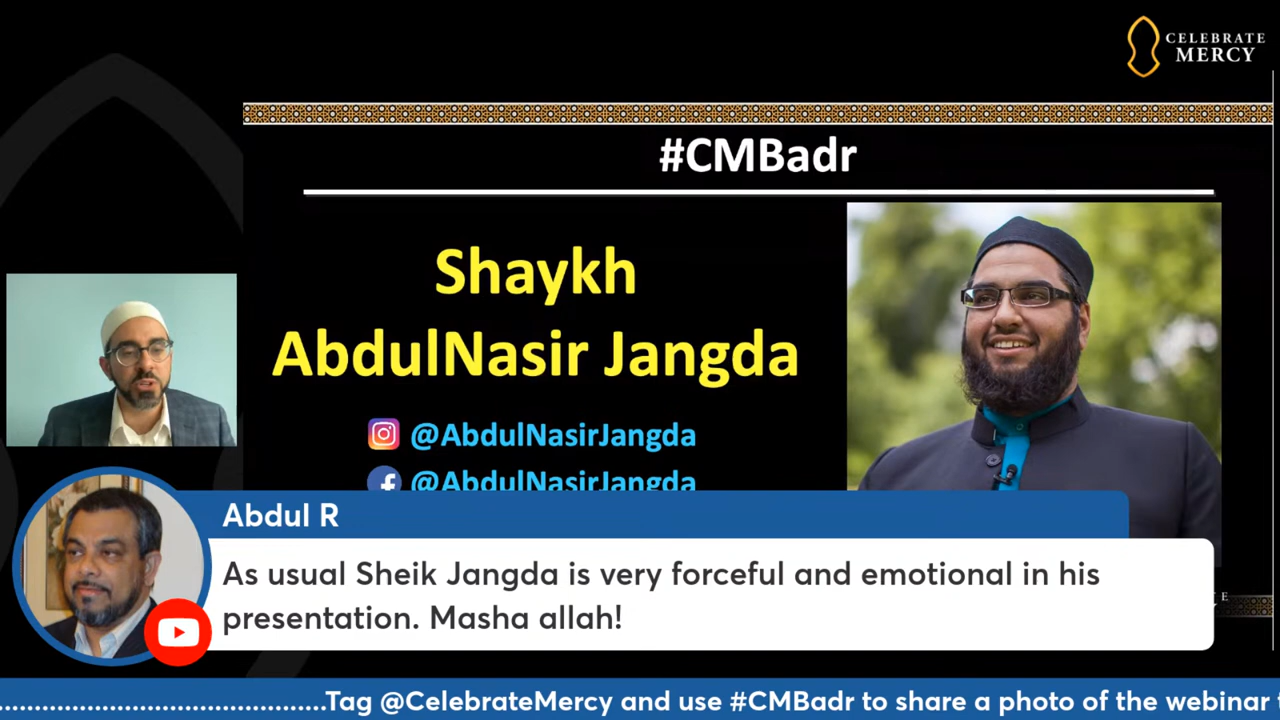 CELEBRATE
MERCY
#CMBadr
Shaykh
AbdulNasir Jangda
@AbdulNasirJangda
@AbdulNasirJangda
Abdul R
As usual Sheik Jangda is very forceful and emotional in his
presentation. Masha allah!
Tag @CelebrateMercy and use #CMBadr to share a photo of the webinar